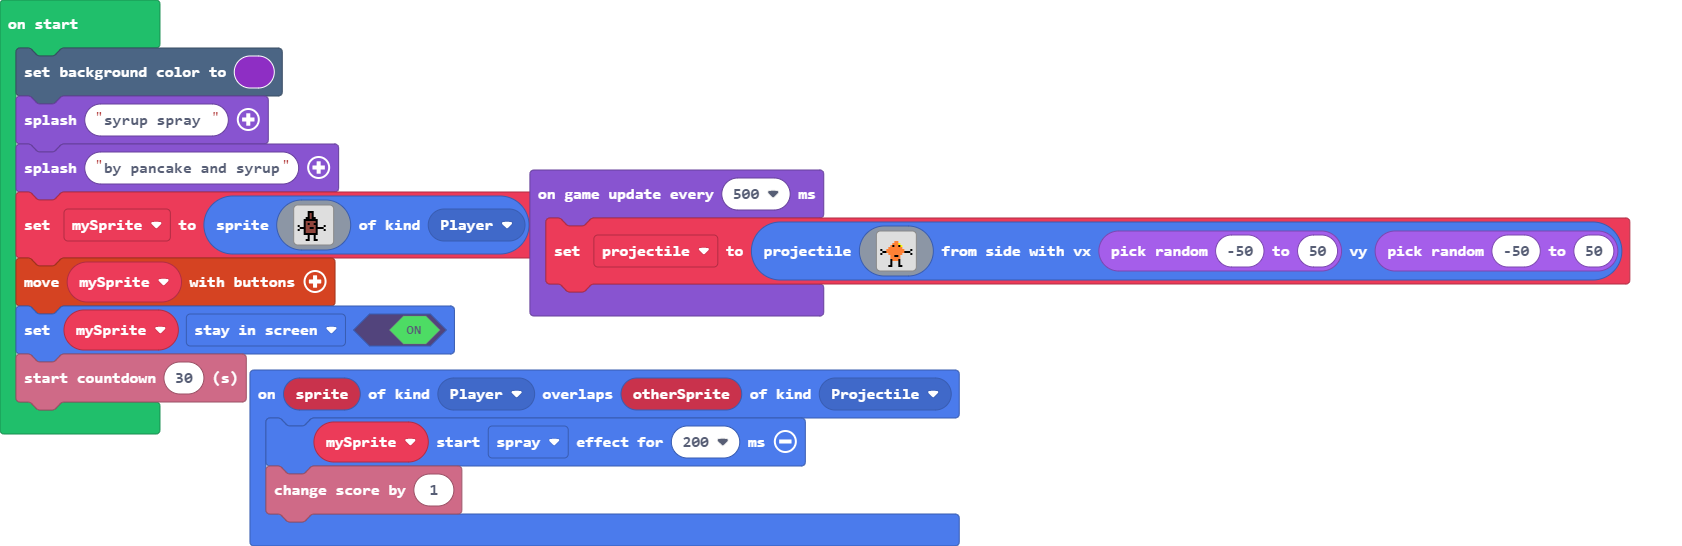 on start
set background color to
splash "syrup spray "
splash "by pancake and syrup"
set mySprite to sprite of kind Player
move mySprite with buttons
set mySprite stay in screen ON
start countdown 30 (s)
on game update every 500 ms
set projectile to projectile from side with vx pick random -50 to 50 vy pick random -50 to 50
on sprite of kind Player overlaps otherSprite of kind Projectile
mySprite start spray effect for 200 ms
change score by 1